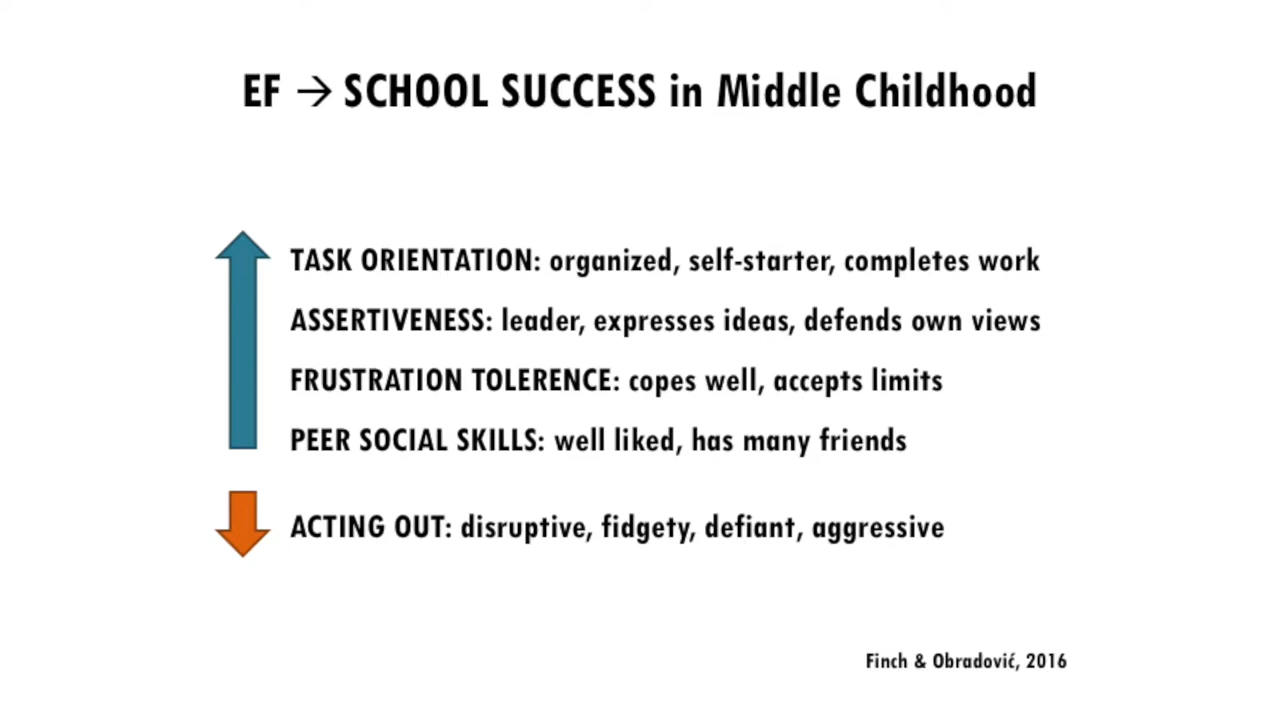 EF → SCHOOL SUCCESS in Middle Childhood
TASK ORIENTATION: organized, self-starter, completes work
ASSERTIVENESS: leader, expresses ideas, defends own views
FRUSTRATION TOLERENCE: copes well, accepts limits
PEER SOCIAL SKILLS: well liked, has many friends
ACTING OUT: disruptive, fidgety, defiant, aggressive
Finch & Obradović, 2016